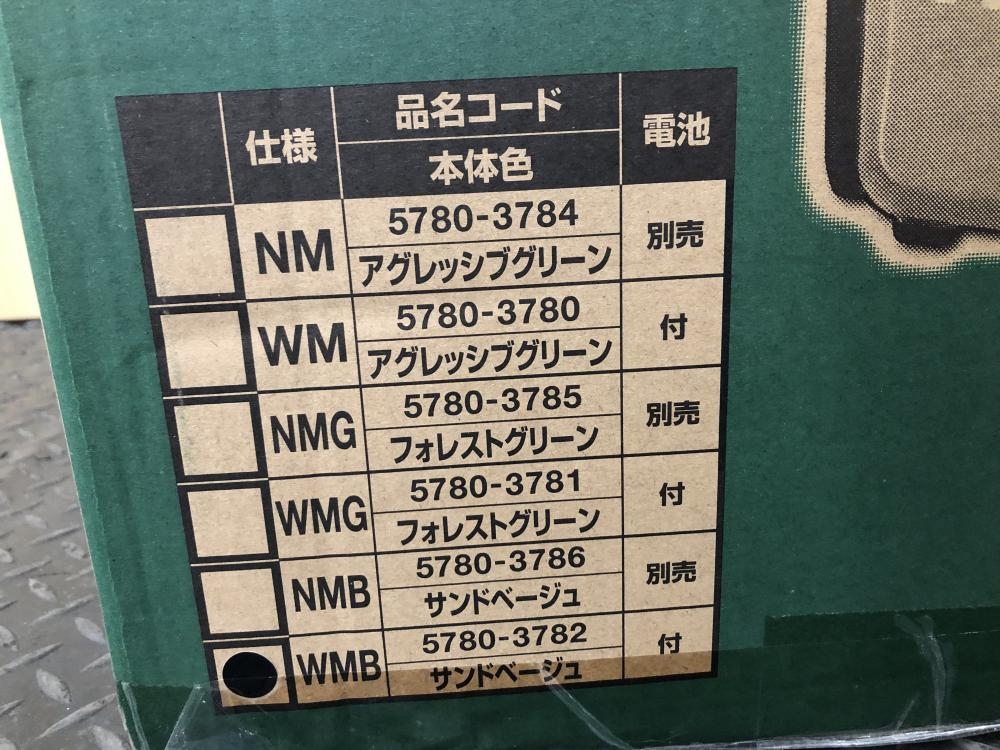 仕様 品名コード 電池
本体色
NM 5780-3784 別売
アグレッシブグリーン
WM 5780-3780 付
アグレッシブグリーン
NMG 5780-3785 別売
フォレストグリーン
WMG 5780-3781 付
フォレストグリーン
NMB 5780-3786 別売
サンドベージュ
WMB 5780-3782 付
サンドベージュ